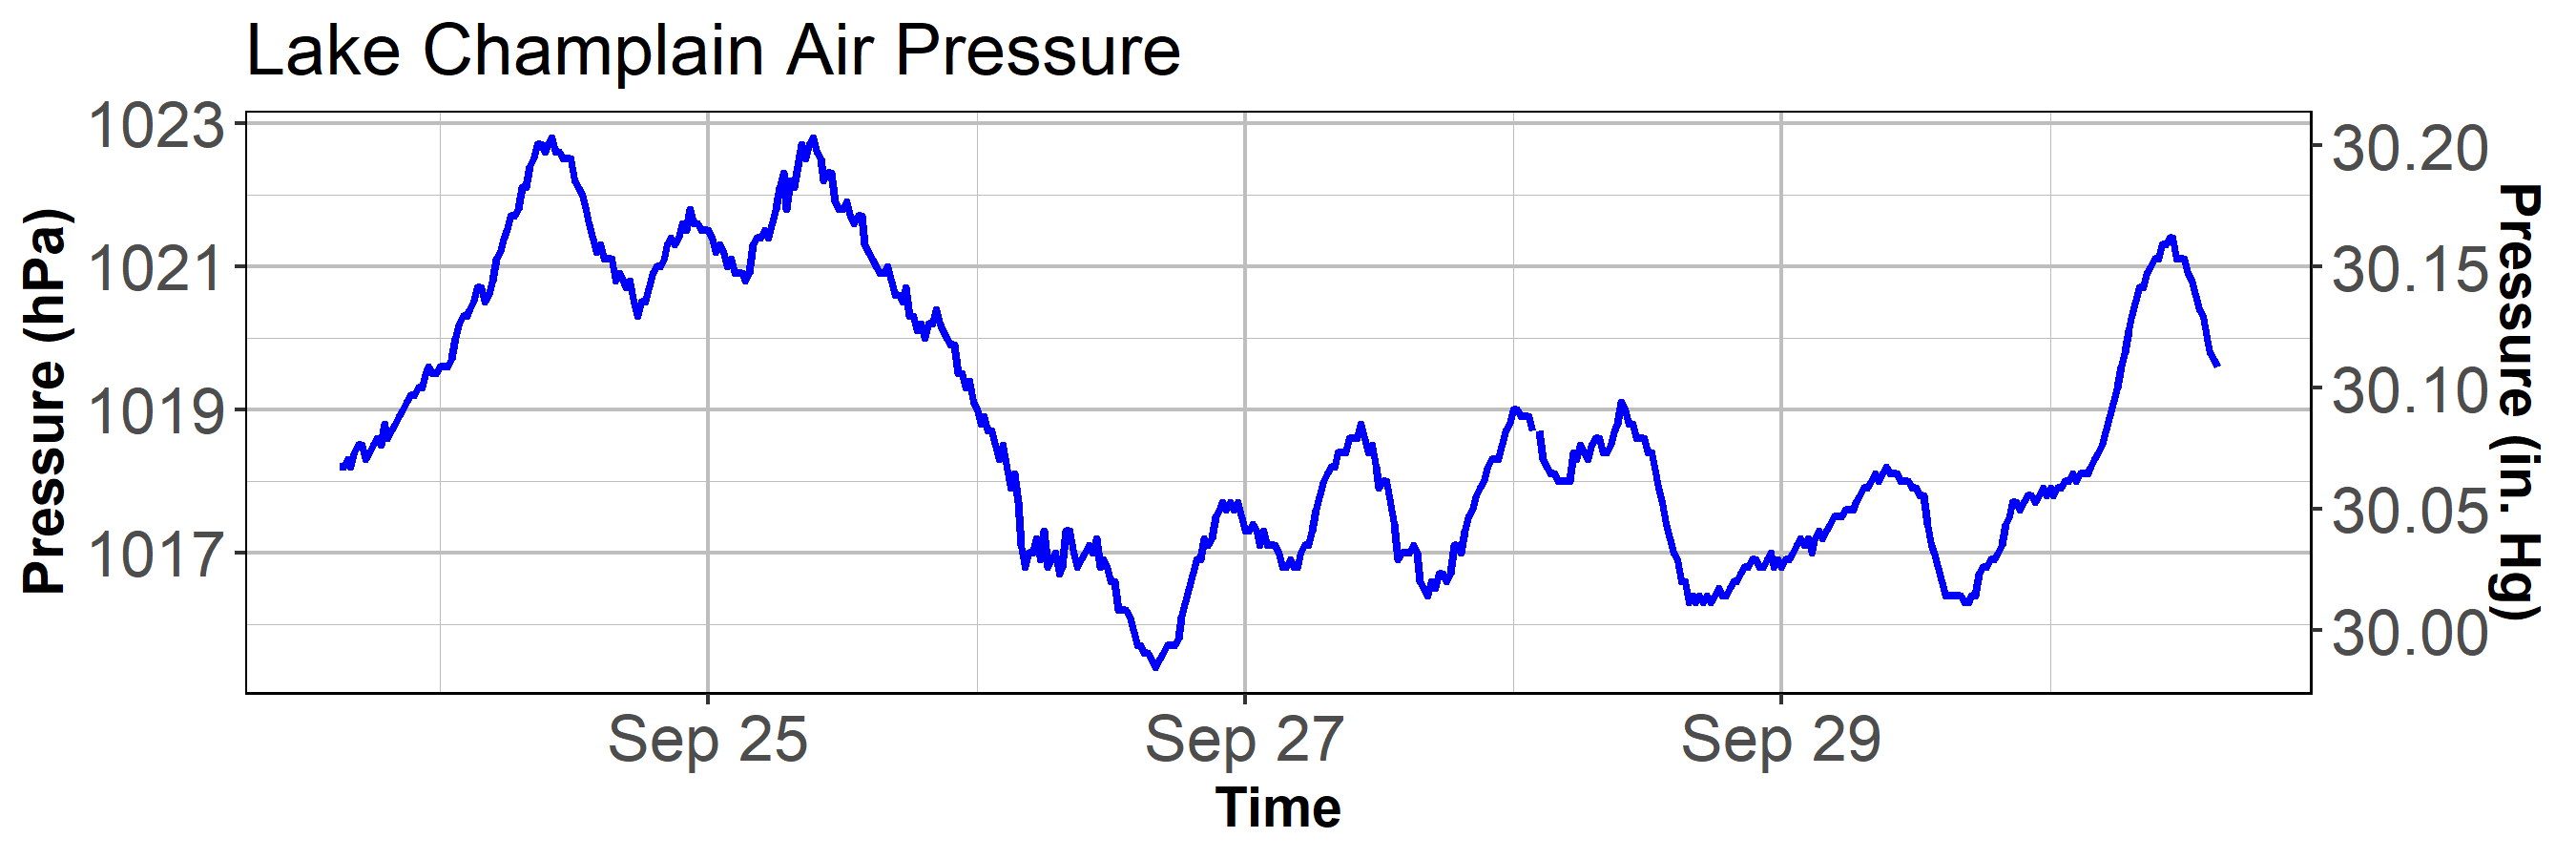 Lake Champlain Air Pressure
1023
1021
1019
1017
Pressure (hPa)
30.20
30.15
30.10
30.05
30.00
Pressure (in. Hg)
Sep 25
Sep 27
Sep 29
Time